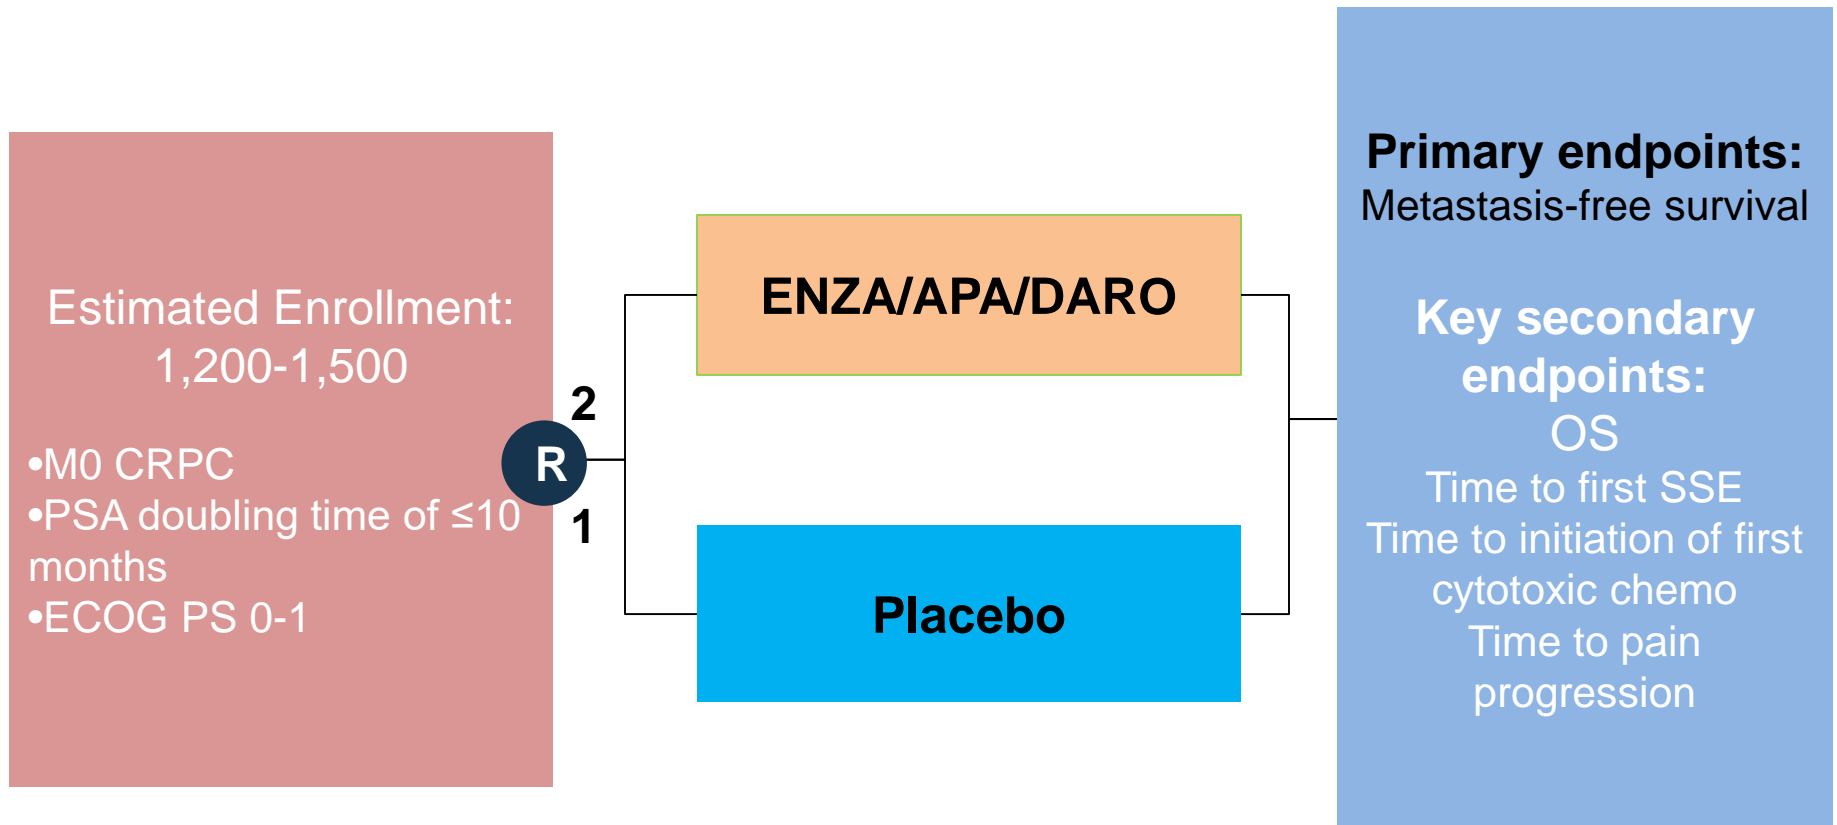 Estimated Enrollment:
1,200-1,500
•M0 CRPC
•PSA doubling time of ≤10
months
•ECOG PS 0-1
R
2
1
ENZA/APA/DARO
Placebo
Primary endpoints:
Metastasis-free survival
Key secondary
endpoints:
OS
Time to first SSE
Time to initiation of first
cytotoxic chemo
Time to pain
progression